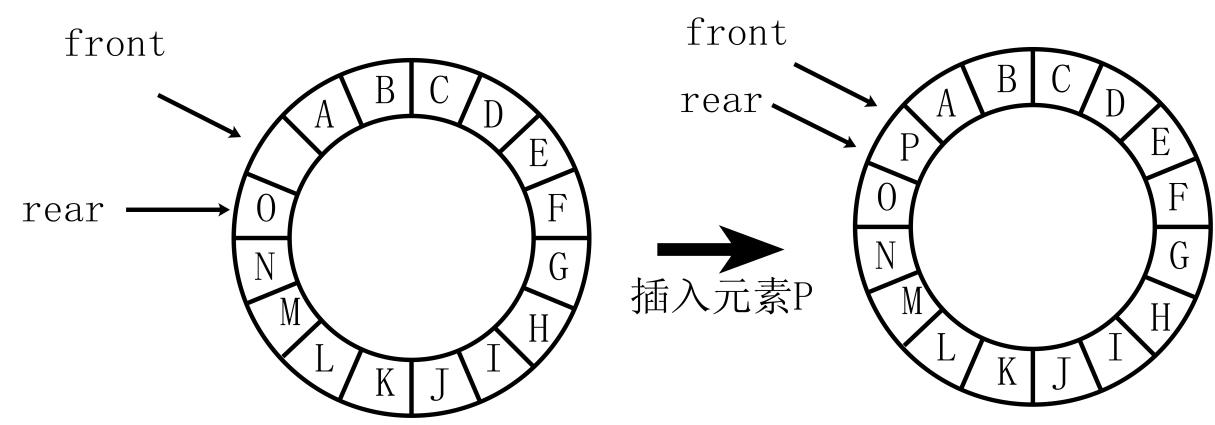 front
rear
A
B
C
D
E
F
G
H
I
J
K
L
M
N
O
插入元素P
front
rear
A
B
C
D
E
F
G
H
I
J
K
L
M
N
O
P